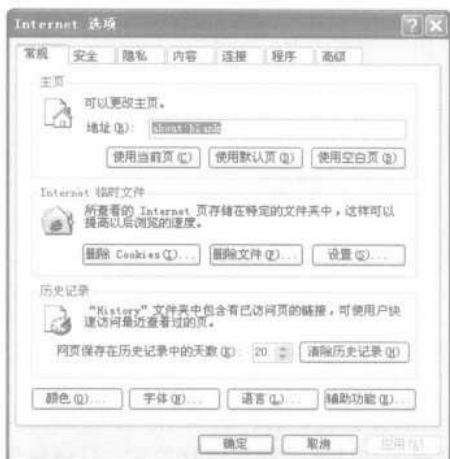 Internet 选项
常规 安全 隐私 内容 连接 程序 高级
主页
可以更改主页。
地址(R): about:blank
使用当前页(C) 使用默认页(D) 使用空白页(B)
Internet 临时文件
所查看的 Internet 页存储在特定的文件夹中，这样可以
提高以后浏览的速度。
删除 Cookies(I)... 删除文件(F)... 设置(S)...
历史记录
“History”文件夹中包含有已访问页的链接，可使用户快
速访问最近查看过的页。
网页保存在历史记录中的天数(K): 20 清除历史记录(H)
颜色(O)... 字体(N)... 语言(L)... 辅助功能(E)...
确定 取消 应用(A)